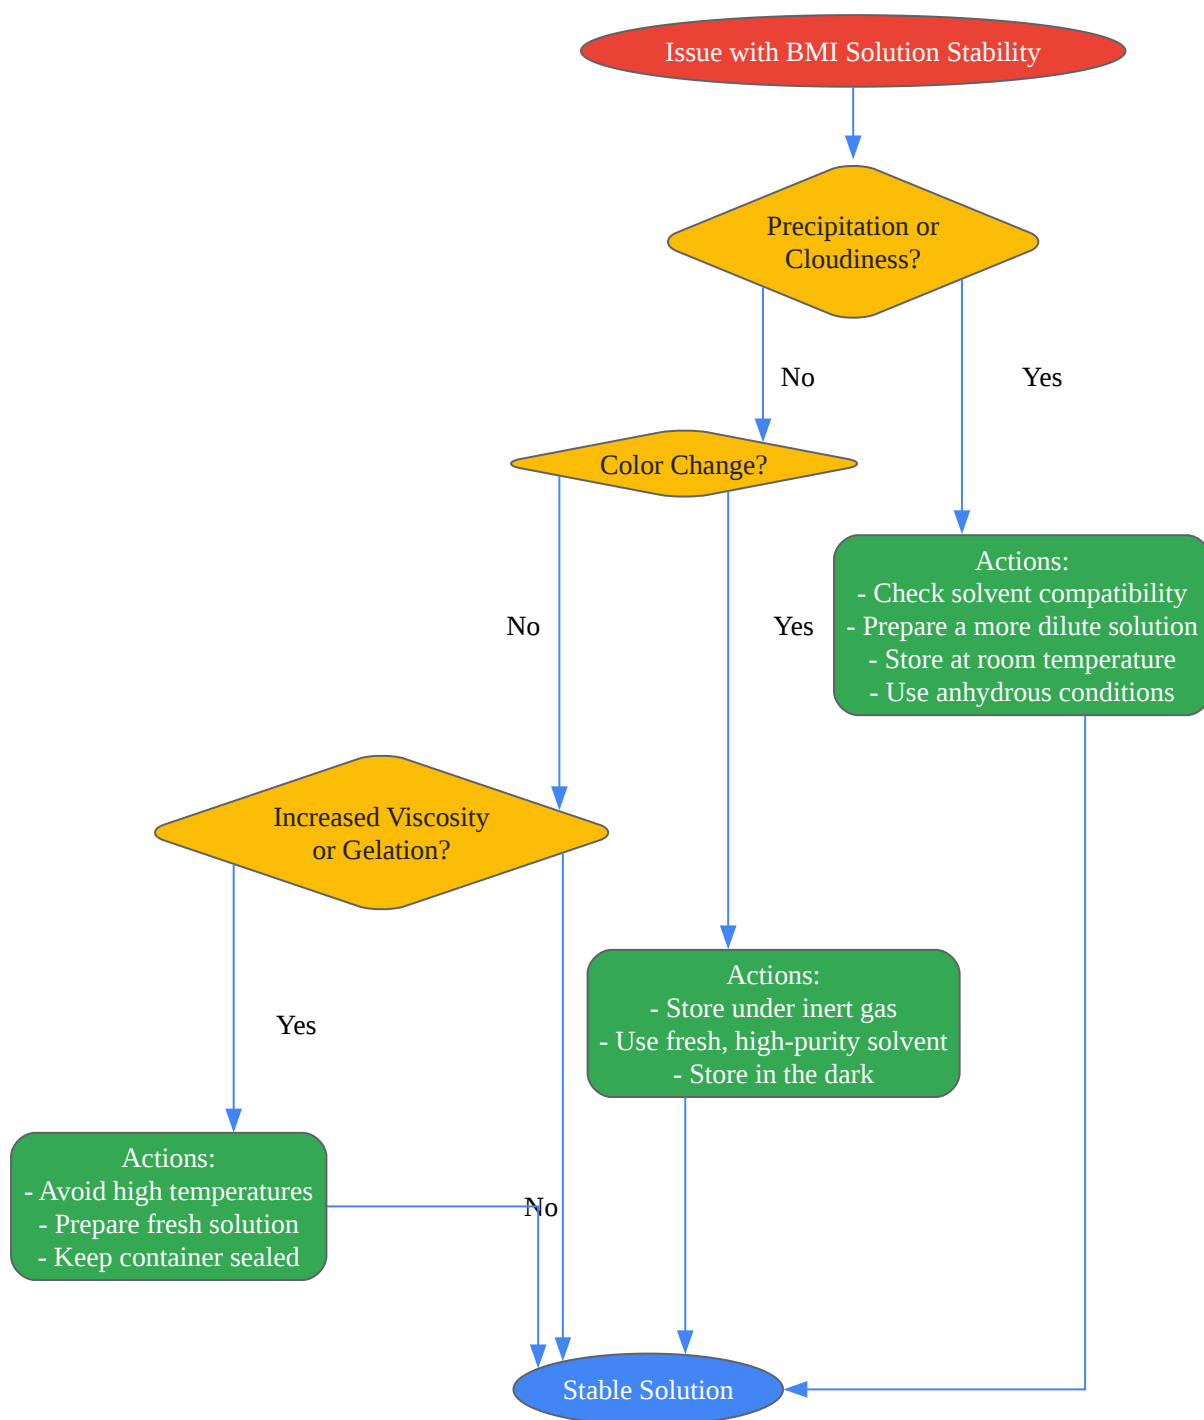 Issue with BMI Solution Stability
Precipitation or
Cloudiness?
No
Yes
Color Change?
No
Yes
Actions:
- Check solvent compatibility
- Prepare a more dilute solution
- Store at room temperature
- Use anhydrous conditions
Increased Viscosity
or Gelation?
Yes
No
Actions:
- Store under inert gas
- Use fresh, high-purity solvent
- Store in the dark
Actions:
- Avoid high temperatures
- Prepare fresh solution
- Keep container sealed
Stable Solution